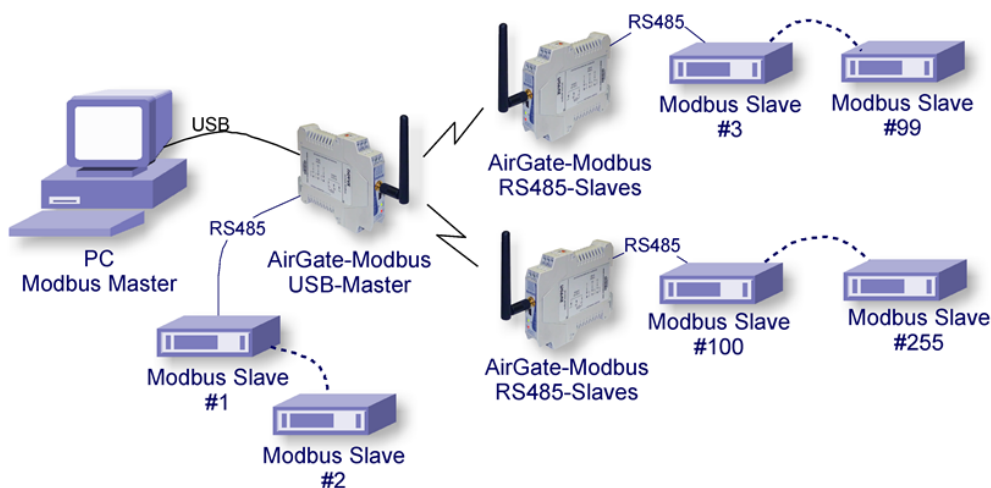 RS485
Modbus Slave
#3
Modbus Slave
#99
USB
AirGate-Modbus
RS485-Slaves
PC
Modbus Master
RS485
AirGate-Modbus
USB-Master
RS485
Modbus Slave
#100
Modbus Slave
#255
AirGate-Modbus
RS485-Slaves
Modbus Slave
#1
Modbus Slave
#2